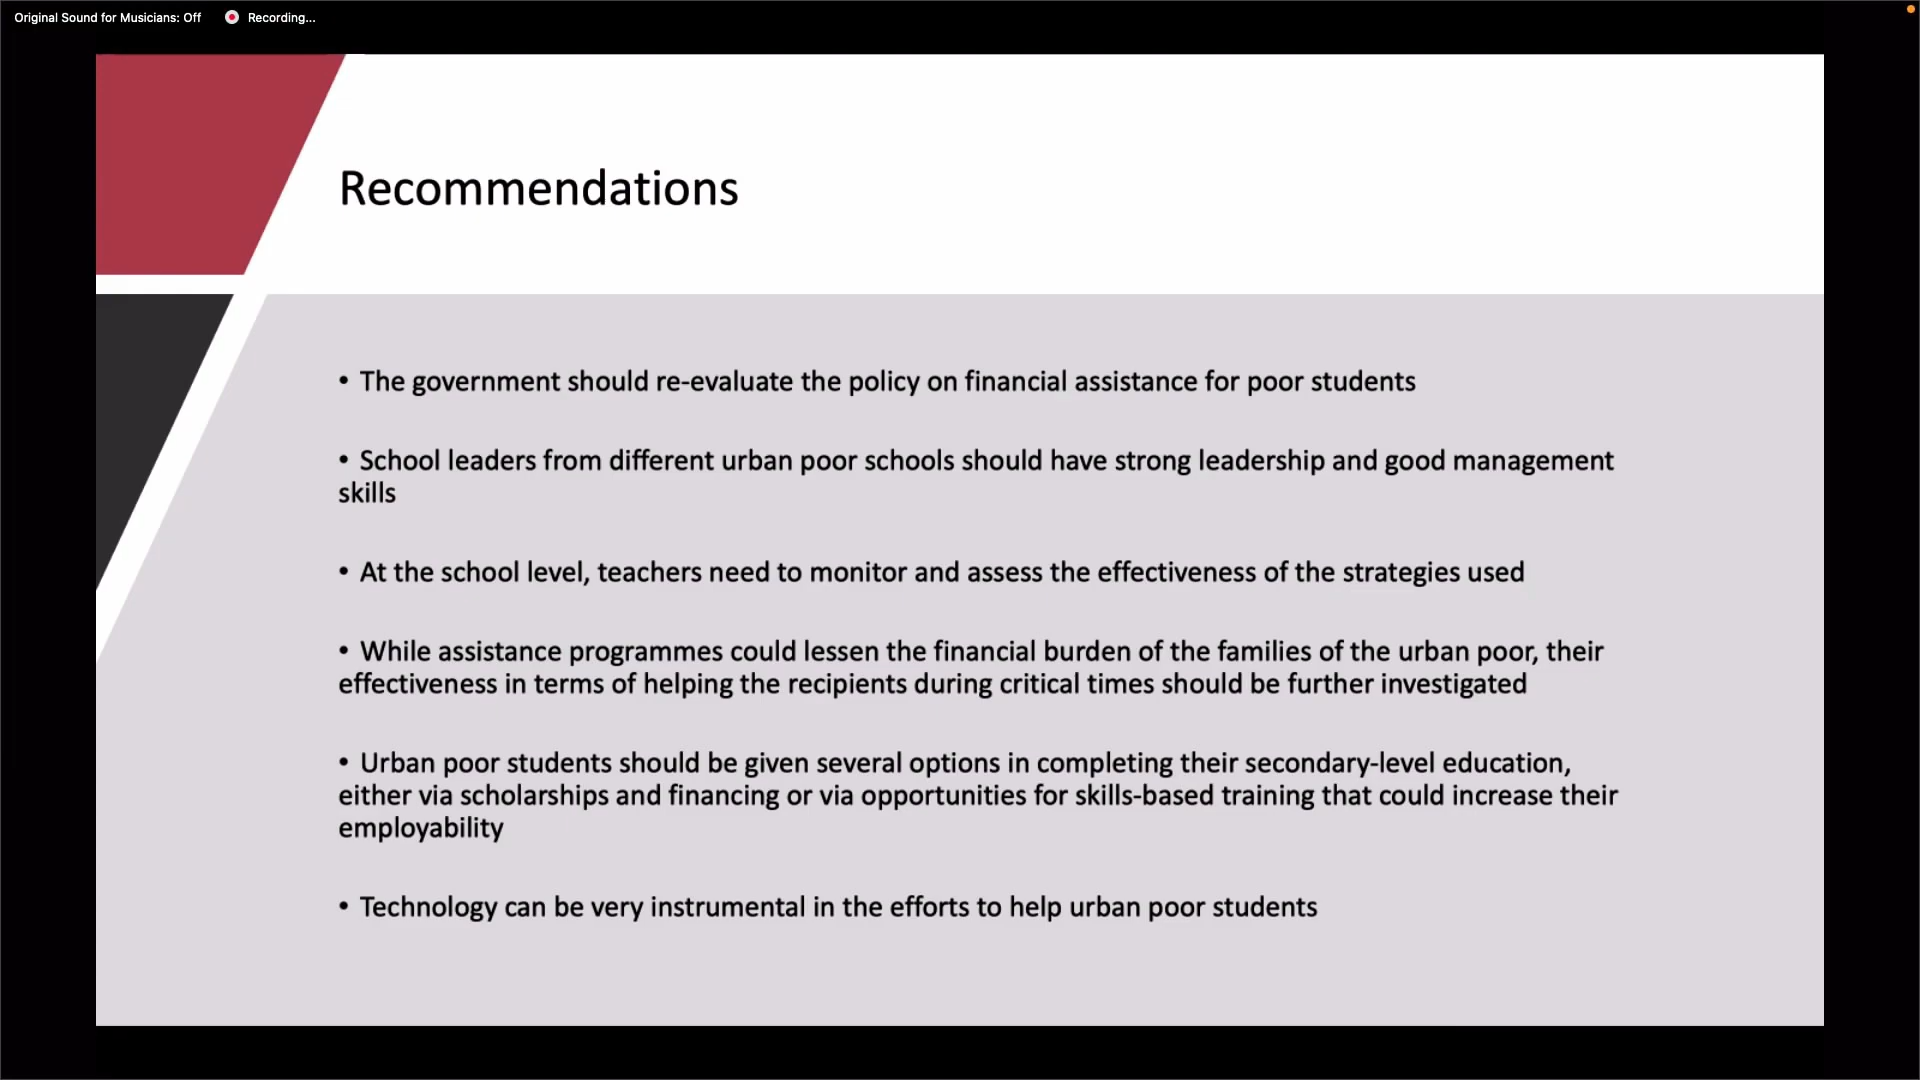 Original Sound for Musicians: Off
Recording...
Recommendations
• The government should re-evaluate the policy on financial assistance for poor students
• School leaders from different urban poor schools should have strong leadership and good management
skills
• At the school level, teachers need to monitor and assess the effectiveness of the strategies used
• While assistance programmes could lessen the financial burden of the families of the urban poor, their
effectiveness in terms of helping the recipients during critical times should be further investigated
• Urban poor students should be given several options in completing their secondary-level education,
either via scholarships and financing or via opportunities for skills-based training that could increase their
employability
• Technology can be very instrumental in the efforts to help urban poor students